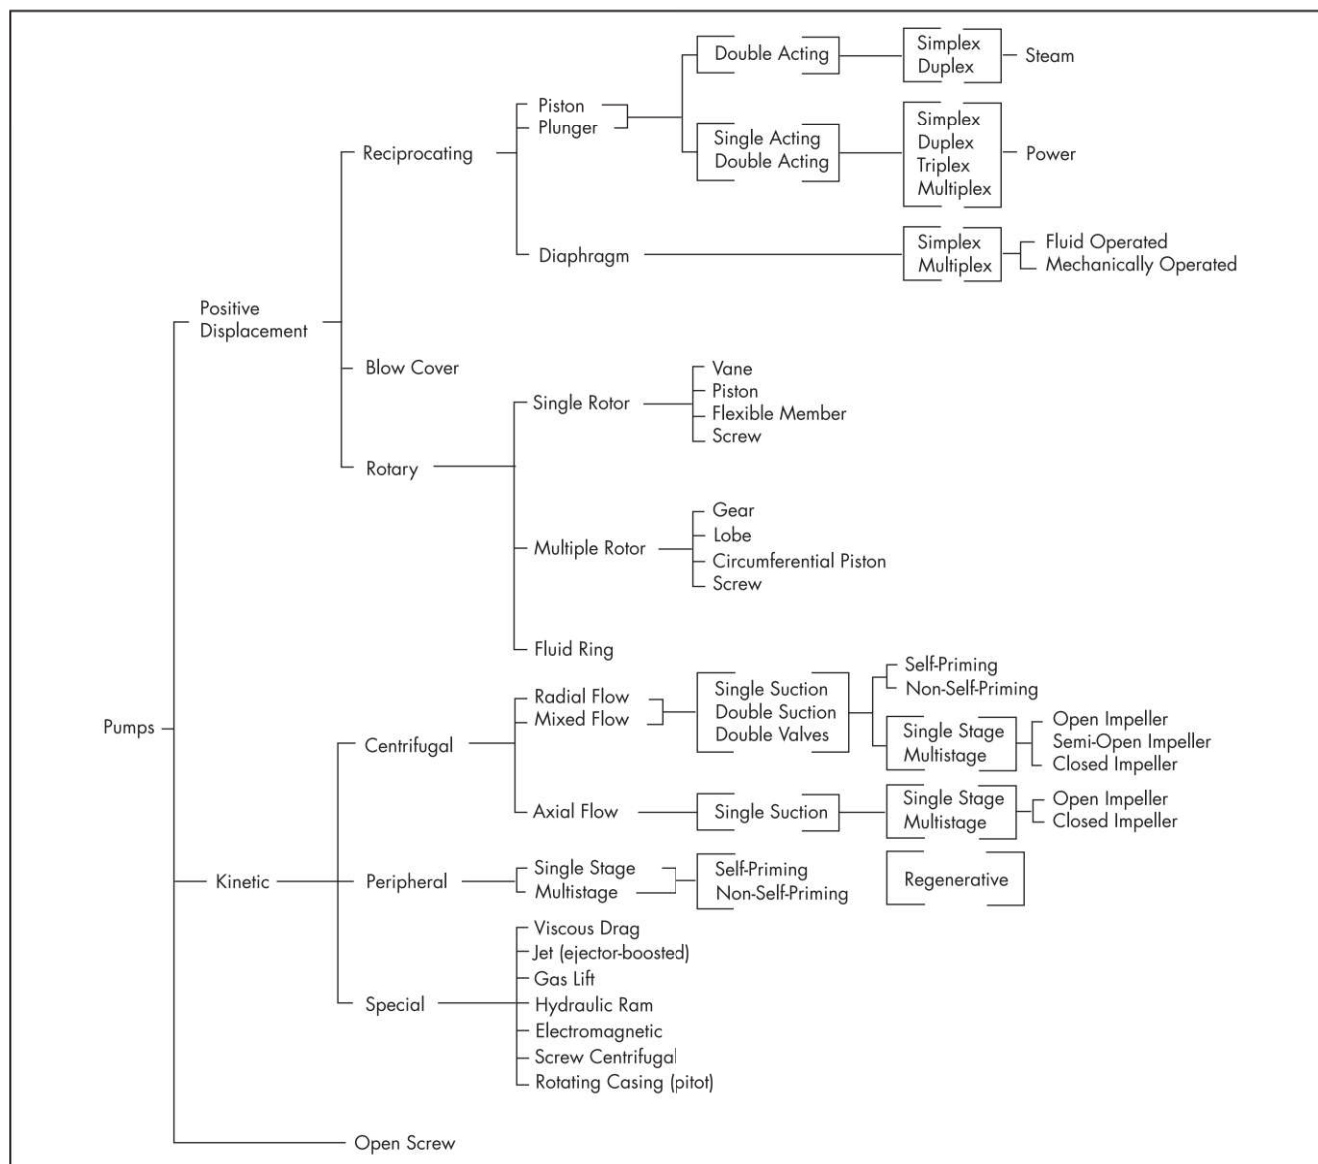 Double Acting
Simplex
Duplex
Steam
Piston
Plunger
Reciprocating
Single Acting
Double Acting
Simplex
Duplex
Triplex
Multiplex
Power
Diaphragm
Simplex
Multiplex
Fluid Operated
Mechanically Operated
Positive
Displacement
Blow Cover
Single Rotor
Vane
Piston
Flexible Member
Screw
Rotary
Multiple Rotor
Gear
Lobe
Circumferential Piston
Screw
Fluid Ring
Pumps
Centrifugal
Radial Flow
Mixed Flow
Single Suction
Double Suction
Double Valves
Self-Priming
Non-Self-Priming
Single Stage
Multistage
Open Impeller
Semi-Open Impeller
Closed Impeller
Axial Flow
Single Suction
Single Stage
Multistage
Open Impeller
Closed Impeller
Kinetic
Peripheral
Single Stage
Multistage
Self-Priming
Non-Self-Priming
Regenerative
Special
Viscous Drag
Jet (ejector-boosted)
Gas Lift
Hydraulic Ram
Electromagnetic
Screw Centrifugal
Rotating Casing (pitot)
Open Screw